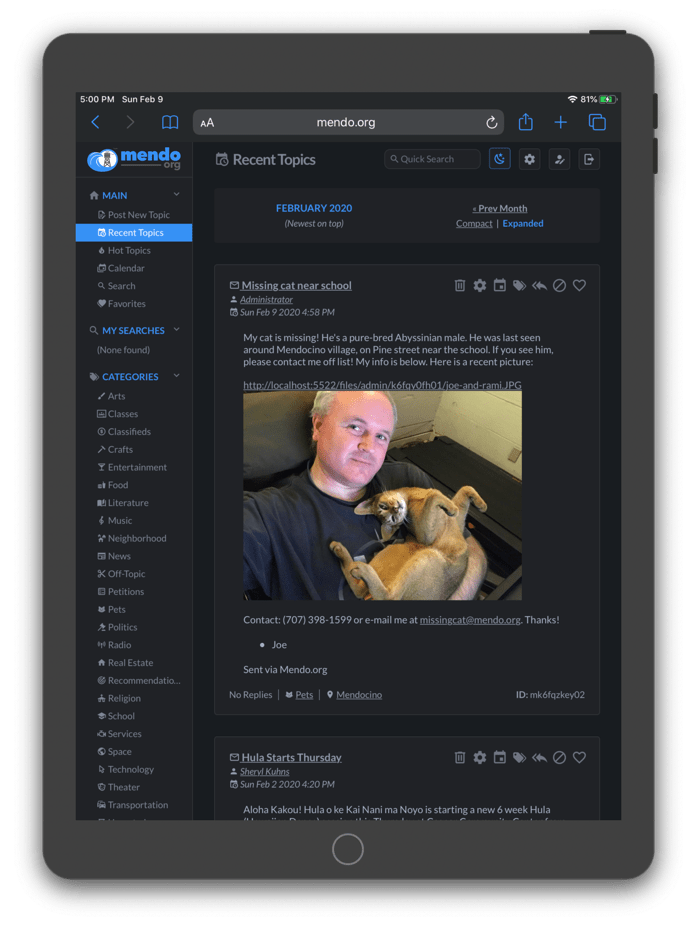 5:00 PM Sun Feb 9
81%
AA
mendo.org
mendo
org
MAIN
Post New Topic
Recent Topics
Hot Topics
Calendar
Search
Favorites
MY SEARCHES
(None found)
CATEGORIES
Arts
Classes
Classifieds
Crafts
Entertainment
Food
Literature
Music
Neighborhood
News
Off-Topic
Petitions
Pets
Politics
Radio
Real Estate
Recommendatio...
Religion
School
Services
Space
Technology
Theater
Transportation
Recent Topics
Quick Search
FEBRUARY 2020
(Newest on top)
« Prev Month
Compact | Expanded
Missing cat near school
Administrator
Sun Feb 9 2020 4:58 PM
My cat is missing! He's a pure-bred Abyssinian male. He was last seen
around Mendocino village, on Pine street near the school. If you see him,
please contact me off list! My info is below. Here is a recent picture:
http://localhost:5522/files/admin/k6fqv0fh01/joe-and-rami.JPG
Contact: (707) 398-1599 or e-mail me at missingcat@mendo.org. Thanks!
• Joe
Sent via Mendo.org
No Replies | Pets | Mendocino
ID: mk6fqzkey02
Hula Starts Thursday
Sheryl Kuhns
Sun Feb 2 2020 4:20 PM
Aloha Kakou! Hula o ke Kai Nani ma Noyo is starting a new 6 week Hula